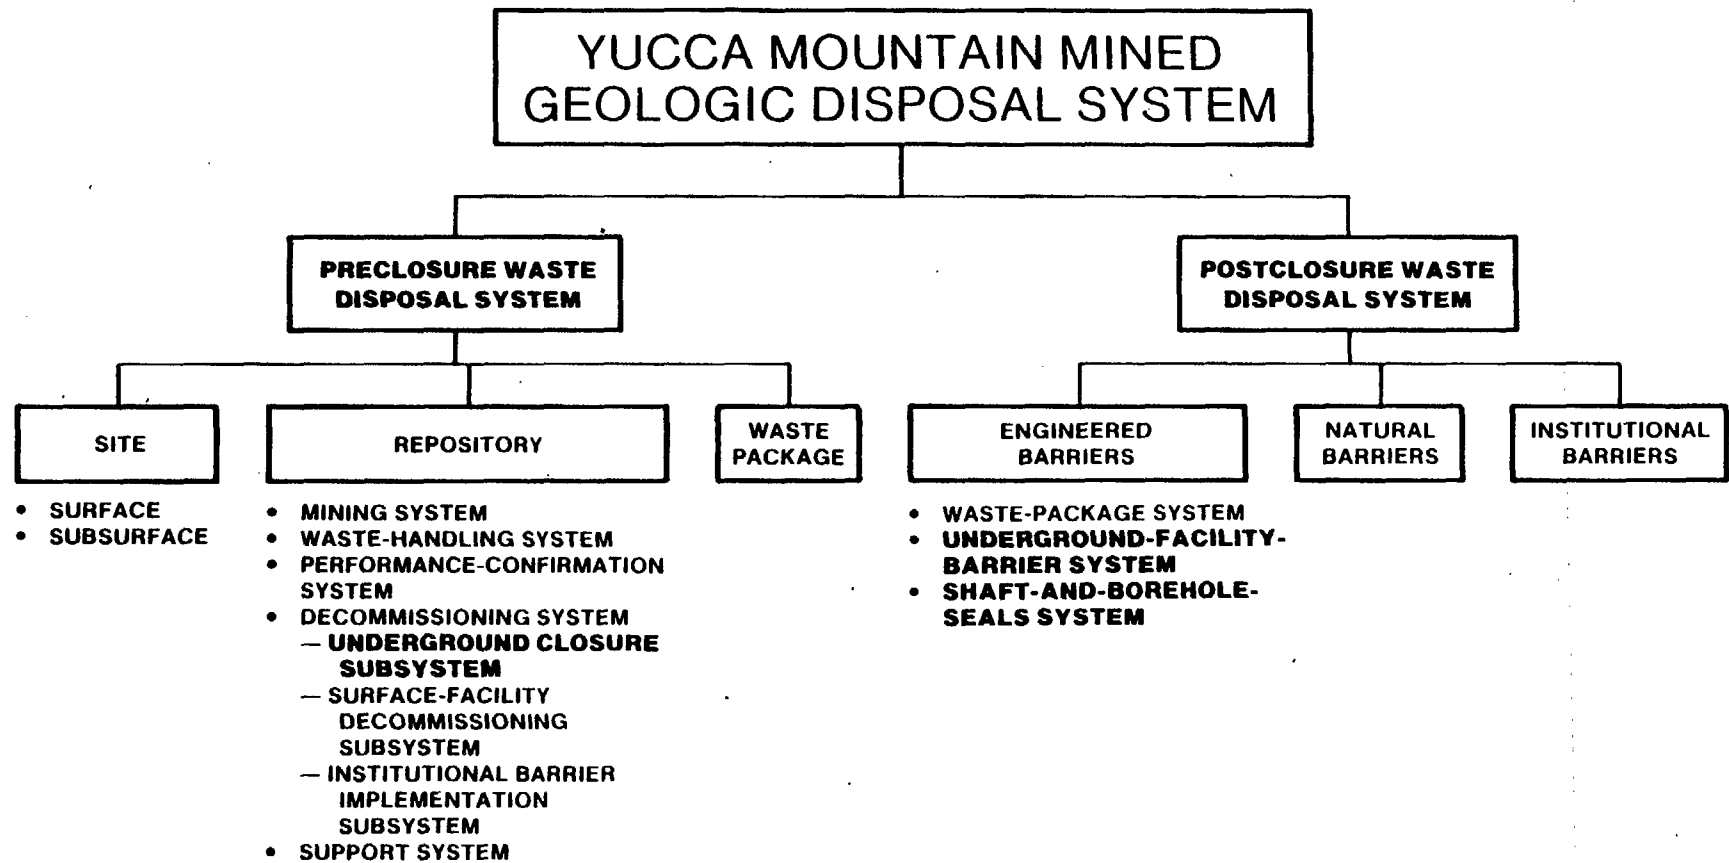 YUCCA MOUNTAIN MINED
GEOLOGIC DISPOSAL SYSTEM
PRECLOSURE WASTE
DISPOSAL SYSTEM
POSTCLOSURE WASTE
DISPOSAL SYSTEM
SITE
• SURFACE
• SUBSURFACE
REPOSITORY
• MINING SYSTEM
• WASTE-HANDLING SYSTEM
• PERFORMANCE-CONFIRMATION
SYSTEM
• DECOMMISSIONING SYSTEM
— UNDERGROUND CLOSURE
SUBSYSTEM
— SURFACE-FACILITY
DECOMMISSIONING
SUBSYSTEM
— INSTITUTIONAL BARRIER
IMPLEMENTATION
SUBSYSTEM
• SUPPORT SYSTEM
WASTE
PACKAGE
ENGINEERED
BARRIERS
• WASTE-PACKAGE SYSTEM
• UNDERGROUND-FACILITY-
BARRIER SYSTEM
• SHAFT-AND-BOREHOLE-
SEALS SYSTEM
NATURAL
BARRIERS
INSTITUTIONAL
BARRIERS